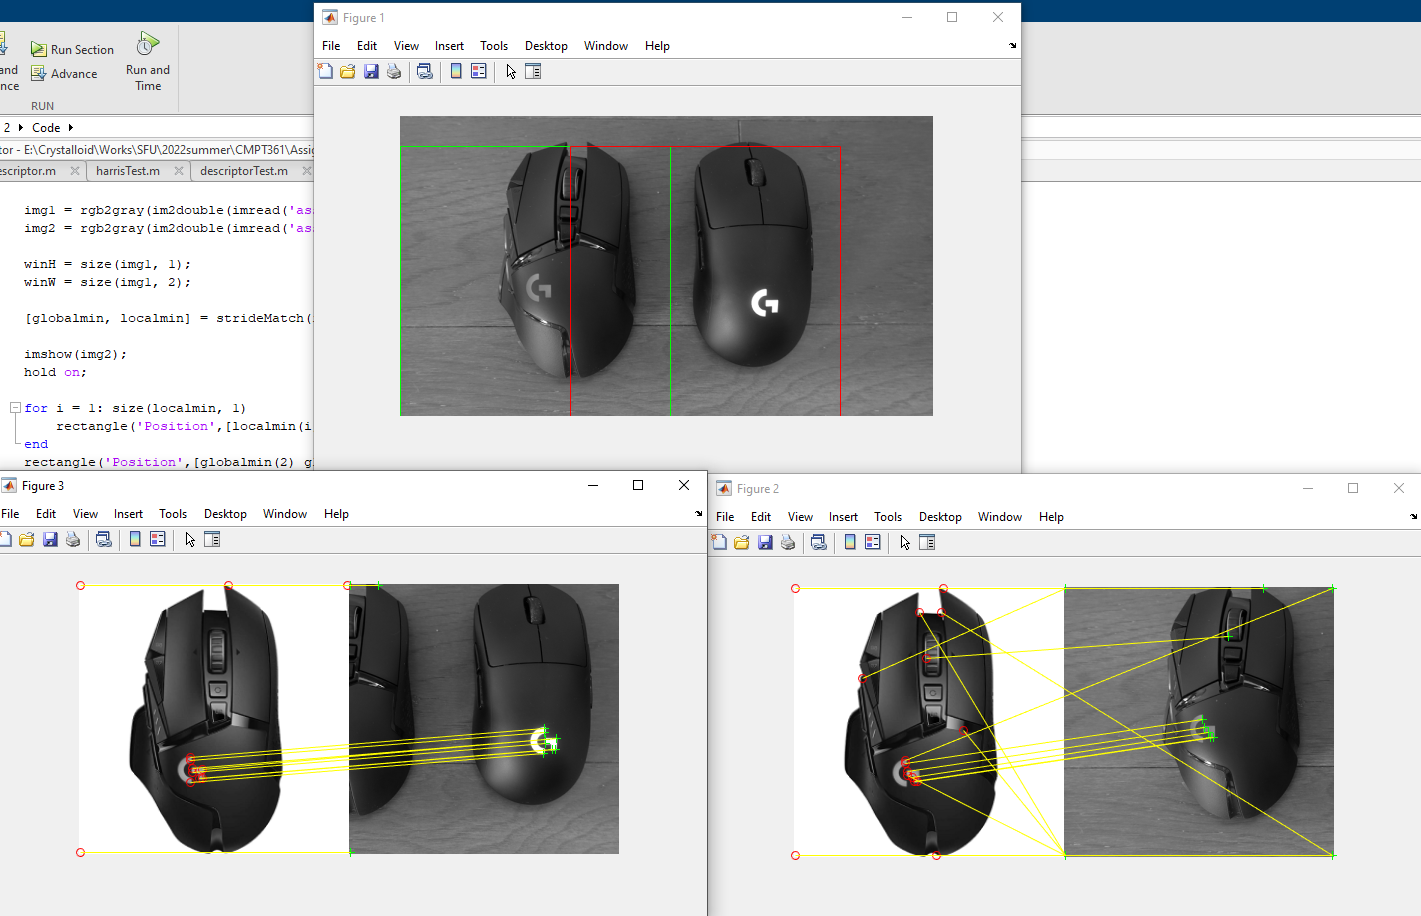 Figure 1
File Edit View Insert Tools Desktop Window Help
Run Section
Advance
Run and
Time
and
nce
RUN
2 Code
tor - E:\Crystalloid\Works\SFU\2022summer\CMPT361\Assig
escriptor.m harrisTest.m descriptorTest.m
img1 = rgb2gray(im2double(imread('as
img2 = rgb2gray(im2double(imread('as
winH = size(img1, 1);
winW = size(img1, 2);
[globalmin, localmin] = strideMatch(
imshow(img2);
hold on;
for i = 1: size(localmin, 1)
rectangle('Position',[localmin(i
end
rectangle('Position',[globalmin(2) g
Figure 3
File Edit View Insert Tools Desktop Window Help
Figure 2
File Edit View Insert Tools Desktop Window Help